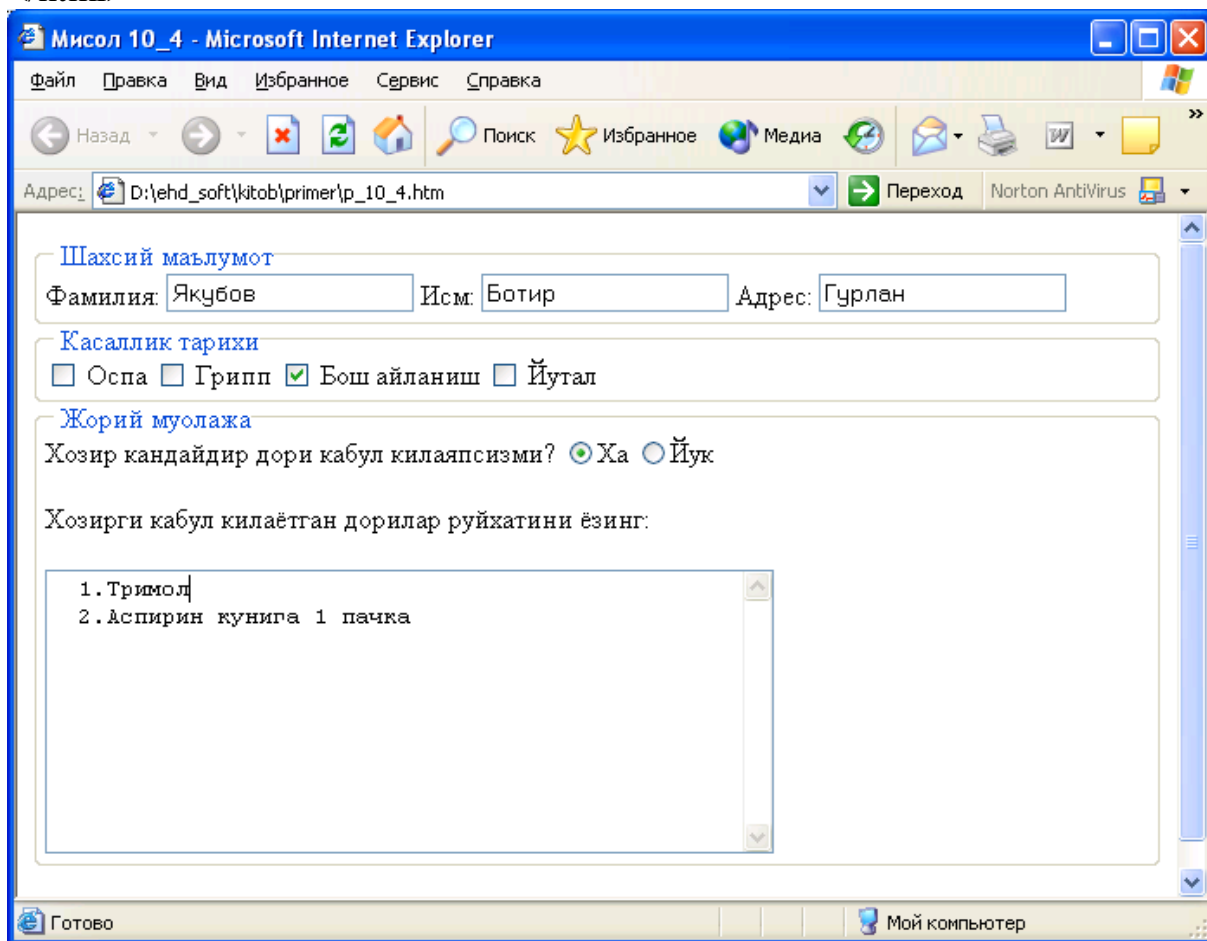 Мисол 10_4 - Microsoft Internet Explorer
Файл Правка Вид Избранное Сервис Справка
Назад Поиск Избранное Медиа W »
Адрес: D:\ehd_soft\kitob\primer\p_10_4.htm Переход Norton AntiVirus
Шахсий маьлумот
Фамилия: Якубов Исм: Ботир Адрес: Гурлан
Касаллик тарихи
Оспа Грипп Бош айланиш Йутал
Жорий муолажа
Хозир кандайдир дори кабул килаяпсизми? Ха Йук
Хозирги кабул килаётган дорилар руйхатини ёзинг:
1.Тримол
2.Аспирин кунига 1 пачка
Готово Мой компьютер